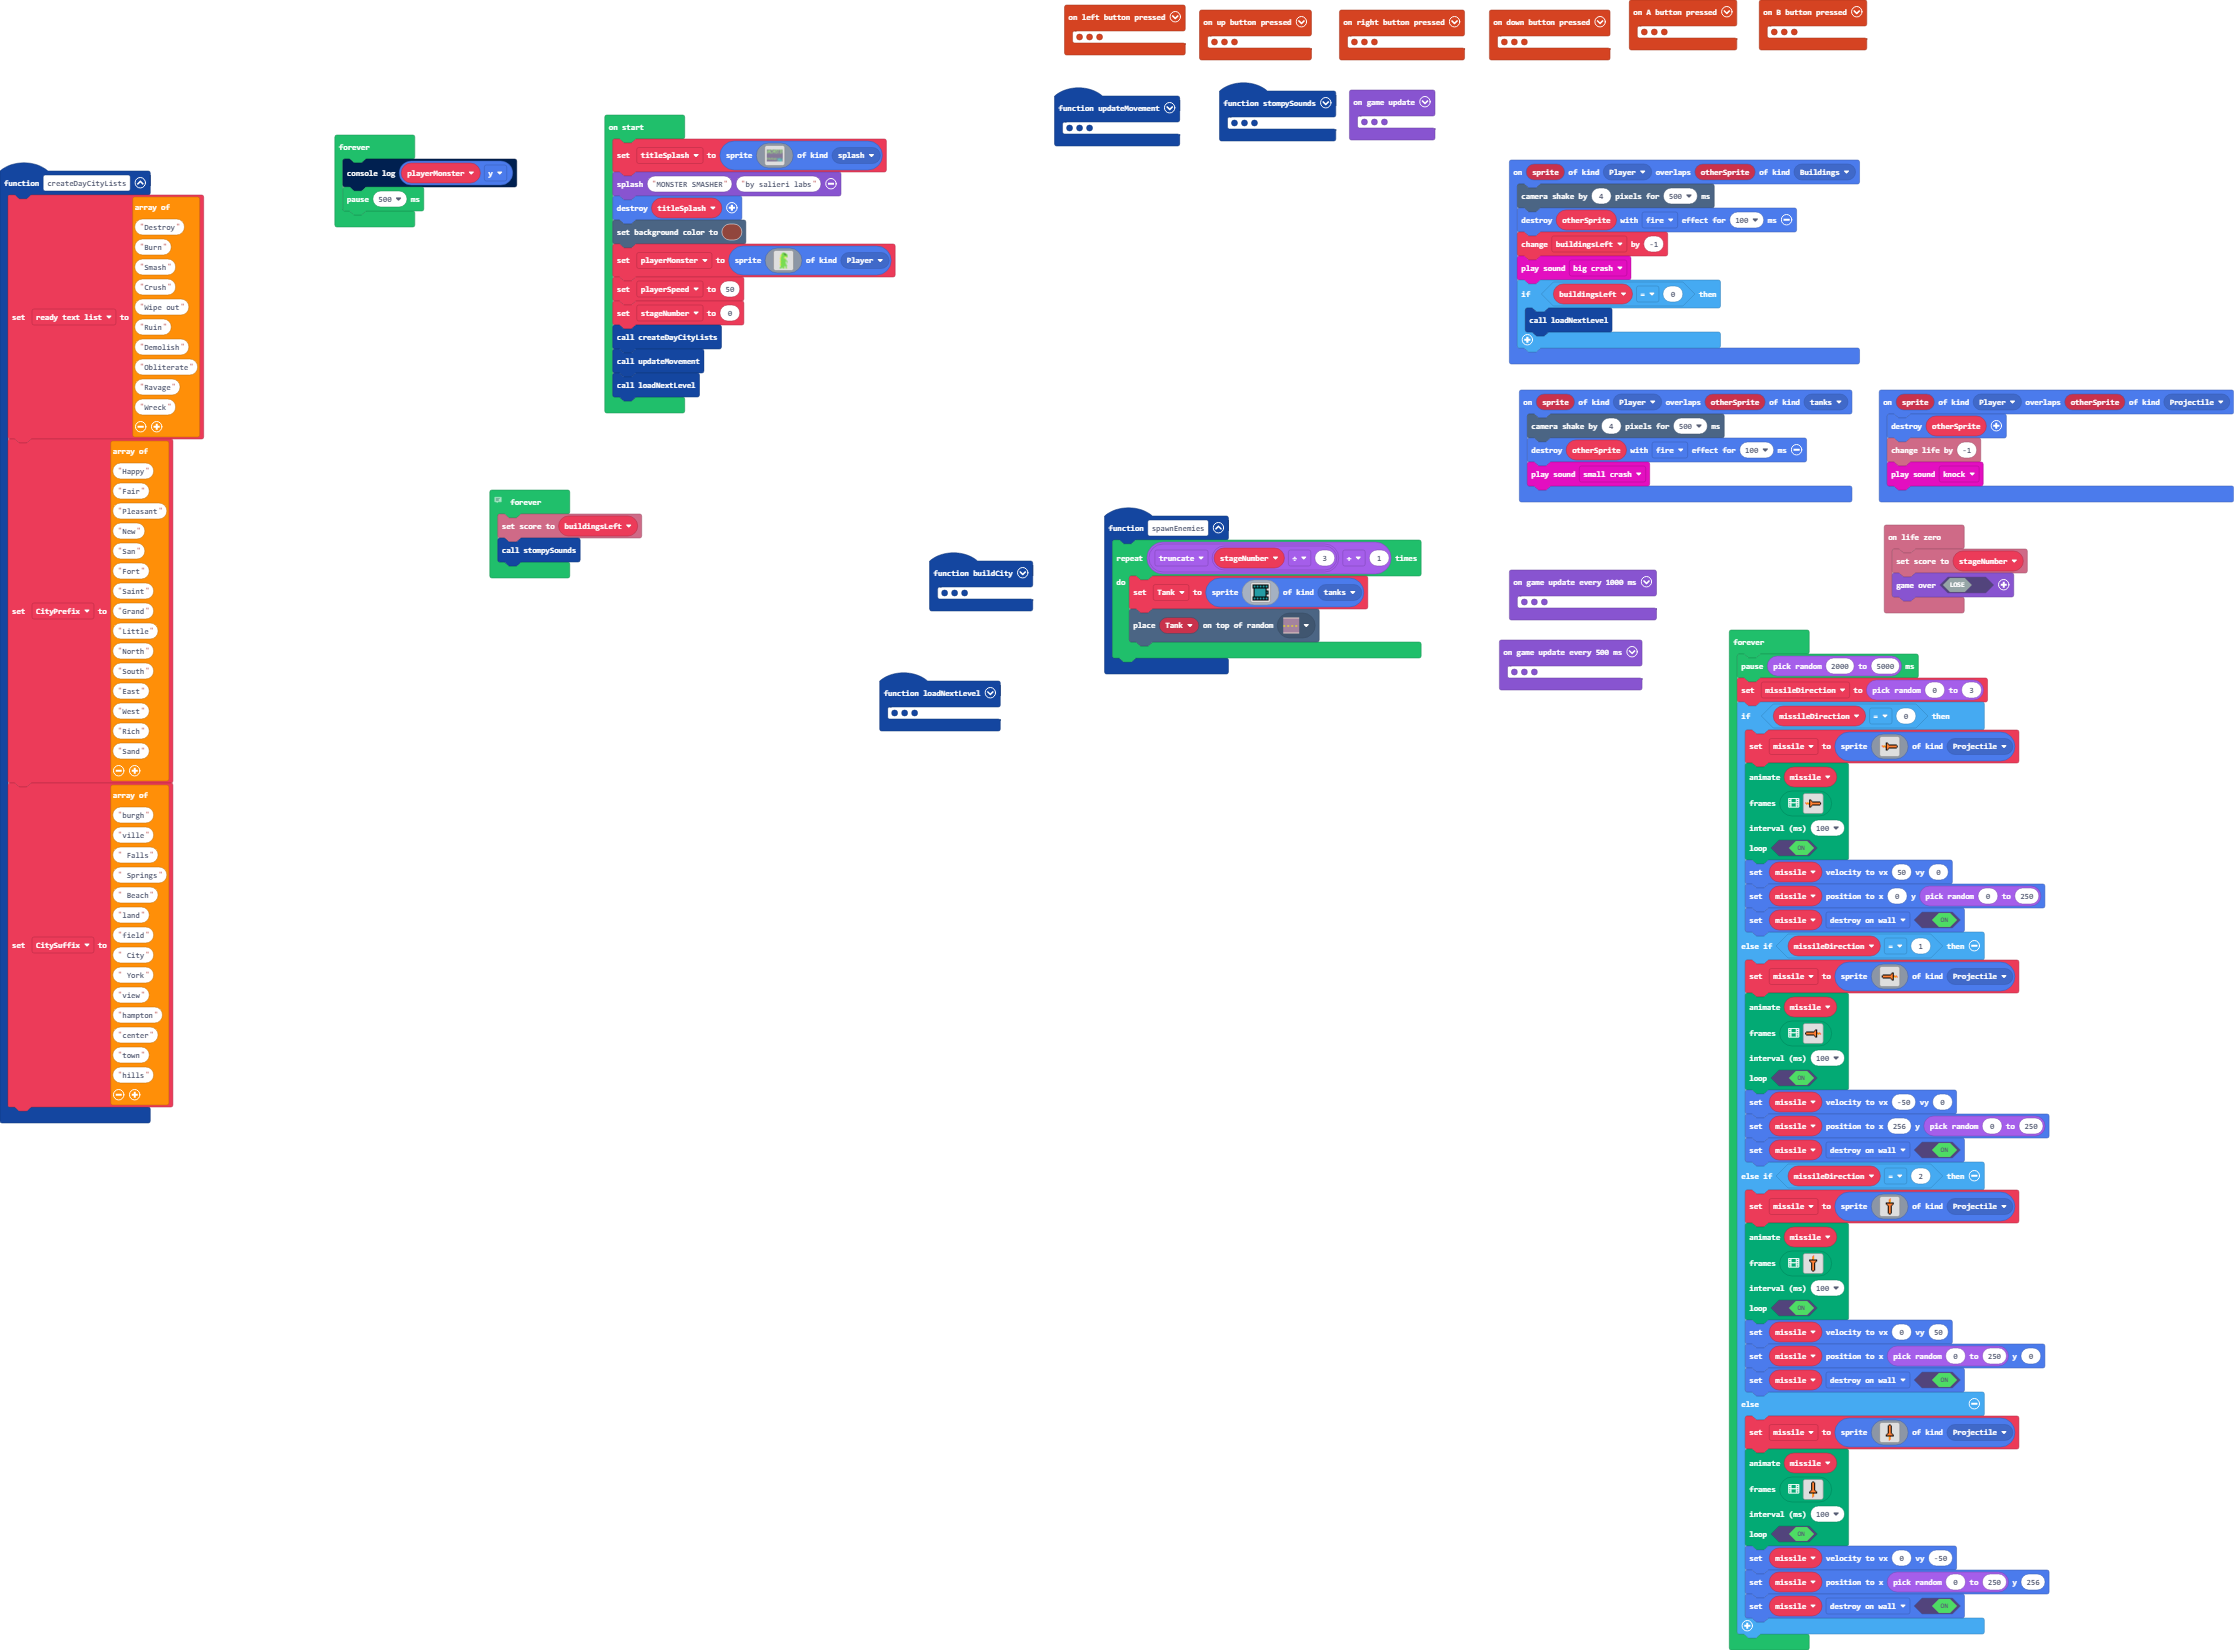 on left button pressed
on up button pressed
on right button pressed
on down button pressed
on A button pressed
on B button pressed
function updateMovement
function stompySounds
on game update
function createDayCityLists
set ready text list to
array of
"Destroy"
"Burn"
"Smash"
"Crush"
"Wipe out"
"Ruin"
"Demolish"
"Obliterate"
"Ravage"
"Wreck"
set CityPrefix to
array of
"Happy"
"Fair"
"Pleasant"
"New"
"San"
"Fort"
"Saint"
"Grand"
"Little"
"North"
"South"
"East"
"West"
"Rich"
"Sand"
set CitySuffix to
array of
"burgh"
"ville"
" Falls"
" Springs"
" Beach"
"land"
"field"
" City"
" York"
"view"
"hampton"
"center"
"town"
"hills"
forever
console log playerMonster y
pause 500 ms
on start
set titleSplash to sprite of kind splash
splash "MONSTER SMASHER" "by salieri labs"
destroy titleSplash
set background color to
set playerMonster to sprite of kind Player
set playerSpeed to 50
set stageNumber to 0
call createDayCityLists
call updateMovement
call loadNextLevel
forever
set score to buildingsLeft
call stompySounds
function buildCity
function loadNextLevel
function spawnEnemies
repeat truncate stageNumber ÷ 3 + 1 times
do
set Tank to sprite of kind tanks
place Tank on top of random
on sprite of kind Player overlaps otherSprite of kind Buildings
camera shake by 4 pixels for 500 ms
destroy otherSprite with fire effect for 100 ms
change buildingsLeft by -1
play sound big crash
if buildingsLeft = 0 then
call loadNextLevel
on sprite of kind Player overlaps otherSprite of kind tanks
camera shake by 4 pixels for 500 ms
destroy otherSprite with fire effect for 100 ms
play sound small crash
on sprite of kind Player overlaps otherSprite of kind Projectile
destroy otherSprite
change life by -1
play sound knock
on life zero
set score to stageNumber
game over LOSE
on game update every 1000 ms
on game update every 500 ms
forever
pause pick random 2000 to 5000 ms
set missileDirection to pick random 0 to 3
if missileDirection = 0 then
set missile to sprite of kind Projectile
animate missile
frames
interval (ms) 100
loop ON
set missile velocity to vx 50 vy 0
set missile position to x 0 y pick random 0 to 250
set missile destroy on wall ON
else if missileDirection = 1 then
set missile to sprite of kind Projectile
animate missile
frames
interval (ms) 100
loop ON
set missile velocity to vx -50 vy 0
set missile position to x 256 y pick random 0 to 250
set missile destroy on wall ON
else if missileDirection = 2 then
set missile to sprite of kind Projectile
animate missile
frames
interval (ms) 100
loop ON
set missile velocity to vx 0 vy 50
set missile position to x pick random 0 to 250 y 0
set missile destroy on wall ON
else
set missile to sprite of kind Projectile
animate missile
frames
interval (ms) 100
loop ON
set missile velocity to vx 0 vy -50
set missile position to x pick random 0 to 250 y 256
set missile destroy on wall ON